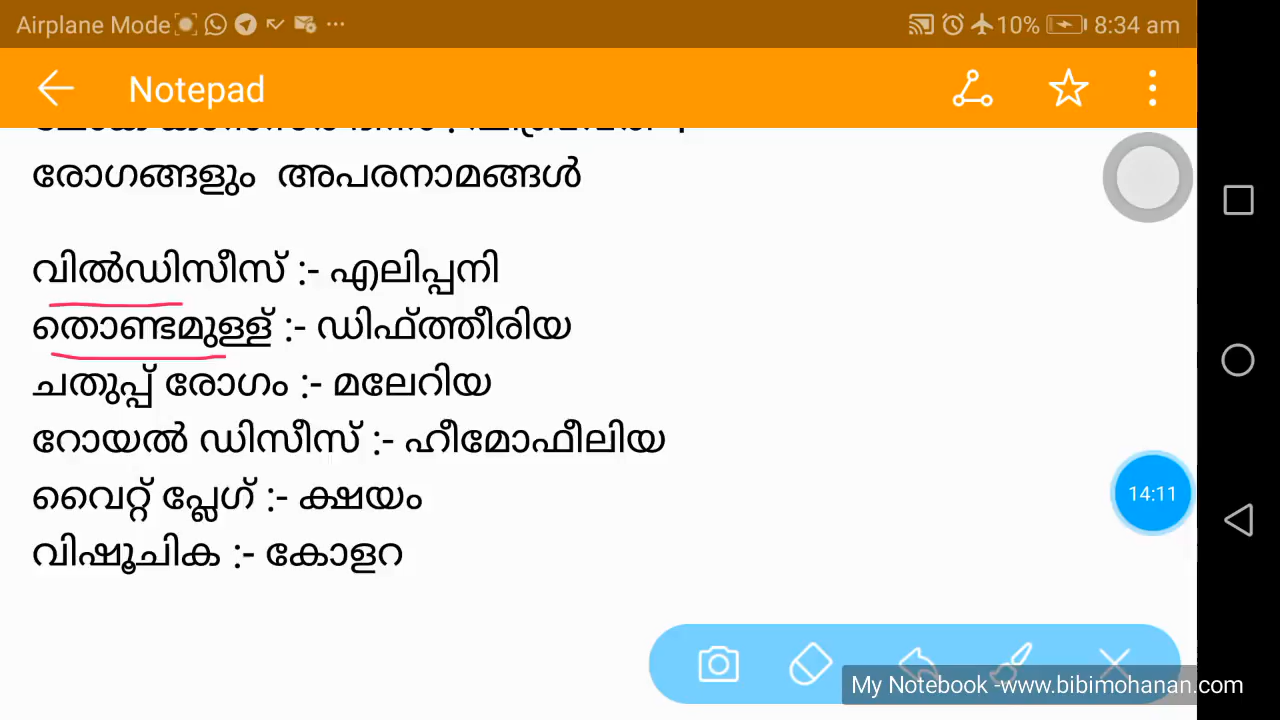 Airplane Mode ... 10% 8:34 am
Notepad
രോഗങ്ങളും അപരനാമങ്ങൾ
വിൽഡിസീസ് :- എലിപ്പനി
തൊണ്ടമുള്ള് :- ഡിഫ്ത്തീരിയ
ചതുപ്പ് രോഗം :- മലേറിയ
റോയൽ ഡിസീസ് :- ഹീമോഫീലിയ
വൈറ്റ് പ്ലേഗ് :- ക്ഷയം
വിഷൂചിക :- കോളറ
14:11
My Notebook -www.bibimohanan.com